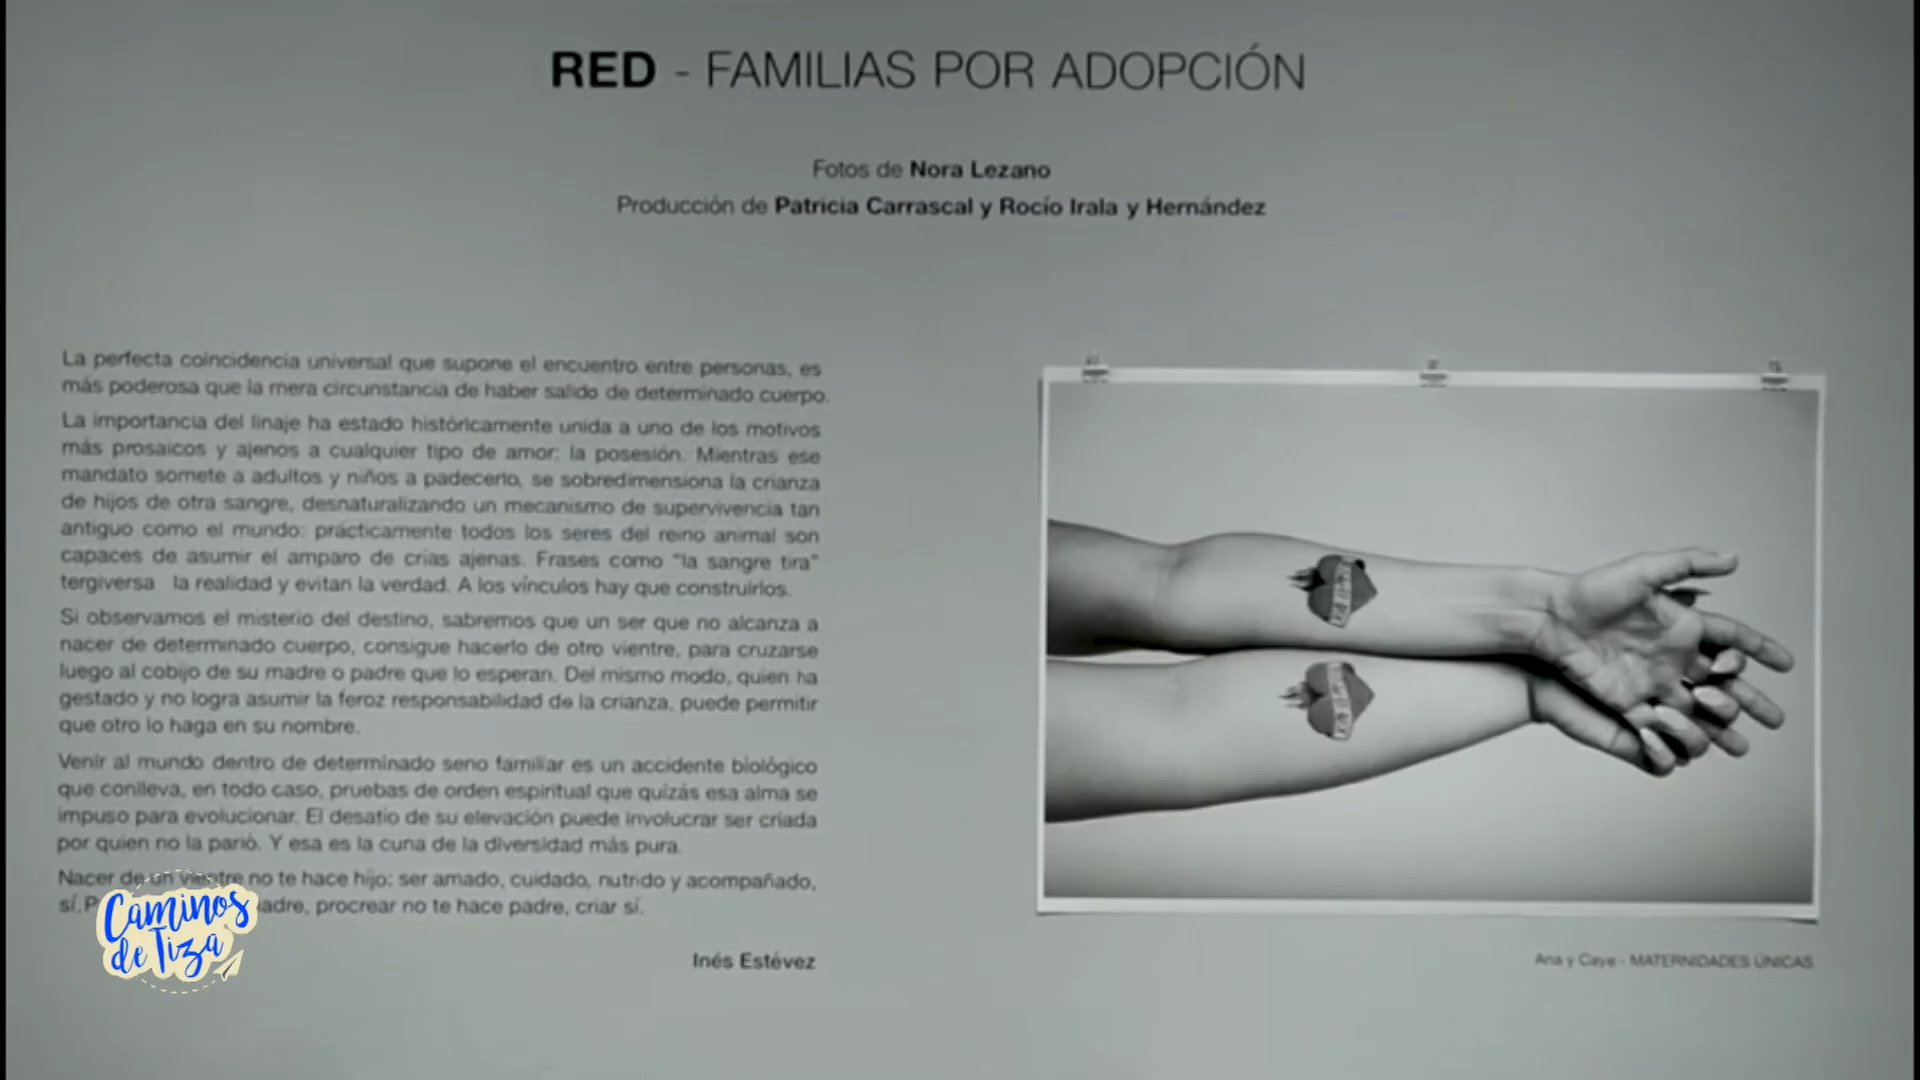 RED - FAMILIAS POR ADOPCIÓN
Fotos de Nora Lezano
Producción de Patricia Carrascal y Rocío Irala y Hernández
La perfecta coincidencia universal que supone el encuentro entre personas, es
más poderosa que la mera circunstancia de haber salido de determinado cuerpo.
La importancia del linaje ha estado históricamente unida a uno de los motivos
más prosaicos y ajenos a cualquier tipo de amor: la posesión. Mientras ese
mandato somete a adultos y niños a padecerlo, se sobredimensiona la crianza
de hijos de otra sangre, desnaturalizando un mecanismo de supervivencia tan
antiguo como el mundo: prácticamente todos los seres del reino animal son
capaces de asumir el amparo de crias ajenas. Frases como "la sangre tira"
tergiversa la realidad y evitan la verdad. A los vínculos hay que construirlos.
Si observamos el misterio del destino, sabremos que un ser que no alcanza a
nacer de determinado cuerpo, consigue hacerlo de otro vientre, para cruzarse
luego al cobijo de su madre o padre que lo esperan. Del mismo modo, quien ha
gestado y no logra asumir la feroz responsabilidad de la crianza, puede permitir
que otro lo haga en su nombre.
Venir al mundo dentro de determinado seno familiar es un accidente biológico
que conlleva, en todo caso, pruebas de orden espiritual que quizás esa alma se
impuso para evolucionar. El desafío de su elevación puede involucrar ser criada
por quien no la parió. Y esa es la cuna de la diversidad más pura.
Nacer de un vientre no te hace hijo: ser amado, cuidado, nutrido y acompañado,
sí. adre, procrear no te hace padre, criar sí.
Inés Estévez
Ana y Caye - MATERNIDADES ÚNICAS
Caminos
de Tiza